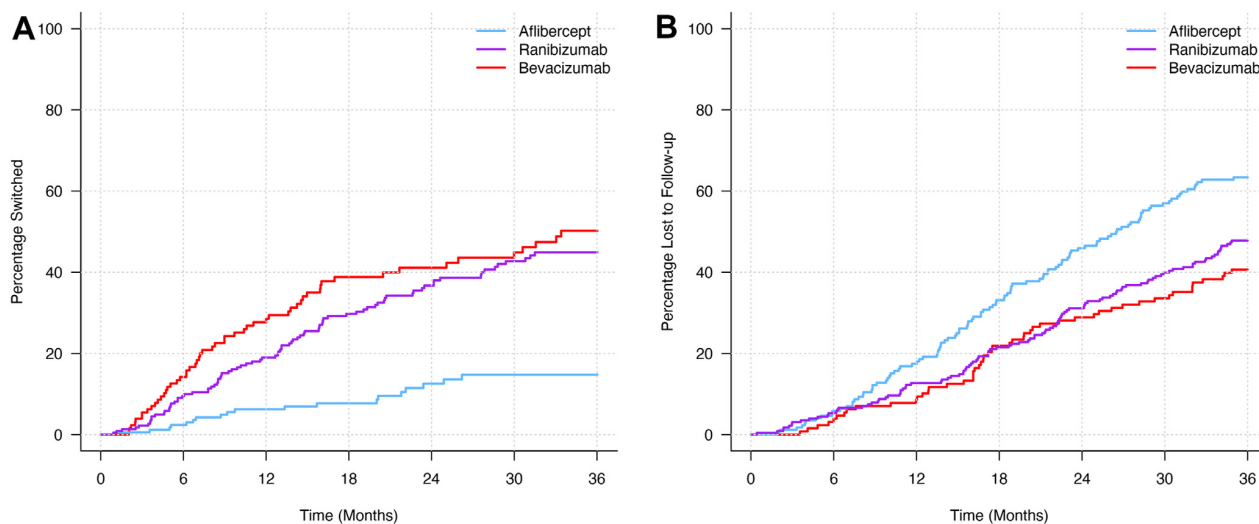 A
Percentage Switched
100
80
60
40
20
0
0 6 12 18 24 30 36
Time (Months)
Aflibercept
Ranibizumab
Bevacizumab
B
Percentage Lost to Follow-up
100
80
60
40
20
0
0 6 12 18 24 30 36
Time (Months)
Aflibercept
Ranibizumab
Bevacizumab